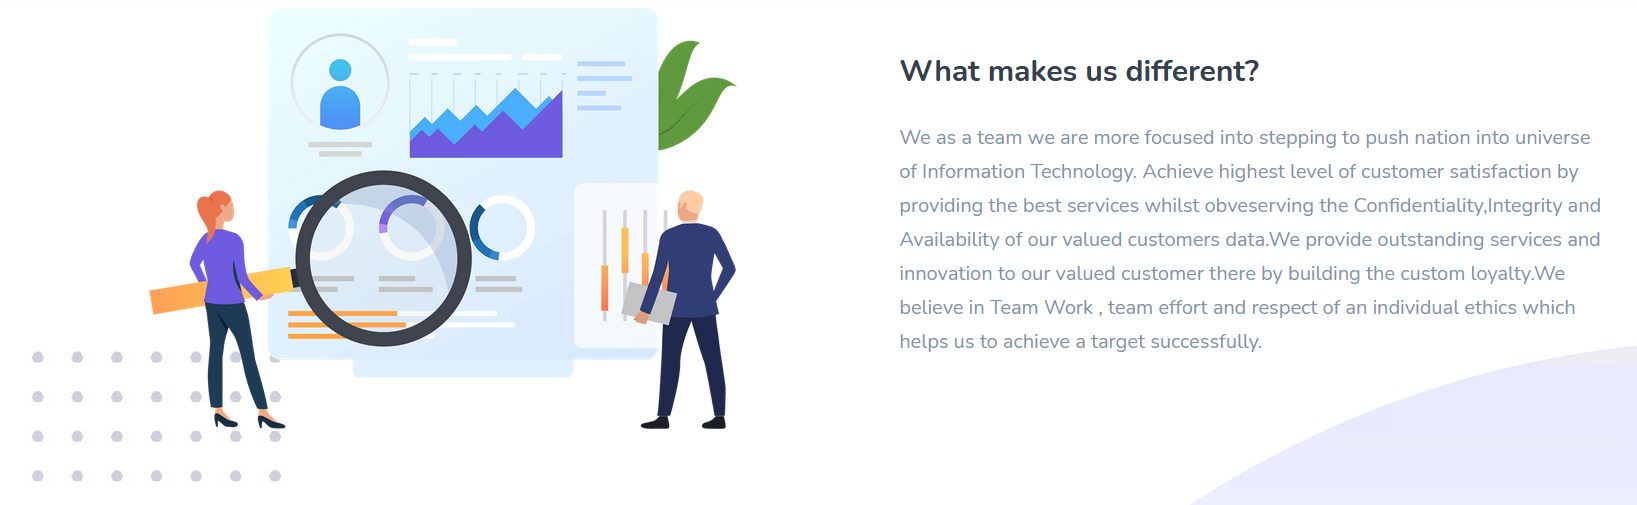 What makes us different?
We as a team we are more focused into stepping to push nation into universe
of Information Technology. Achieve highest level of customer satisfaction by
providing the best services whilst obveserving the Confidentiality,Integrity and
Availability of our valued customers data.We provide outstanding services and
innovation to our valued customer there by building the custom loyalty.We
believe in Team Work , team effort and respect of an individual ethics which
helps us to achieve a target successfully.